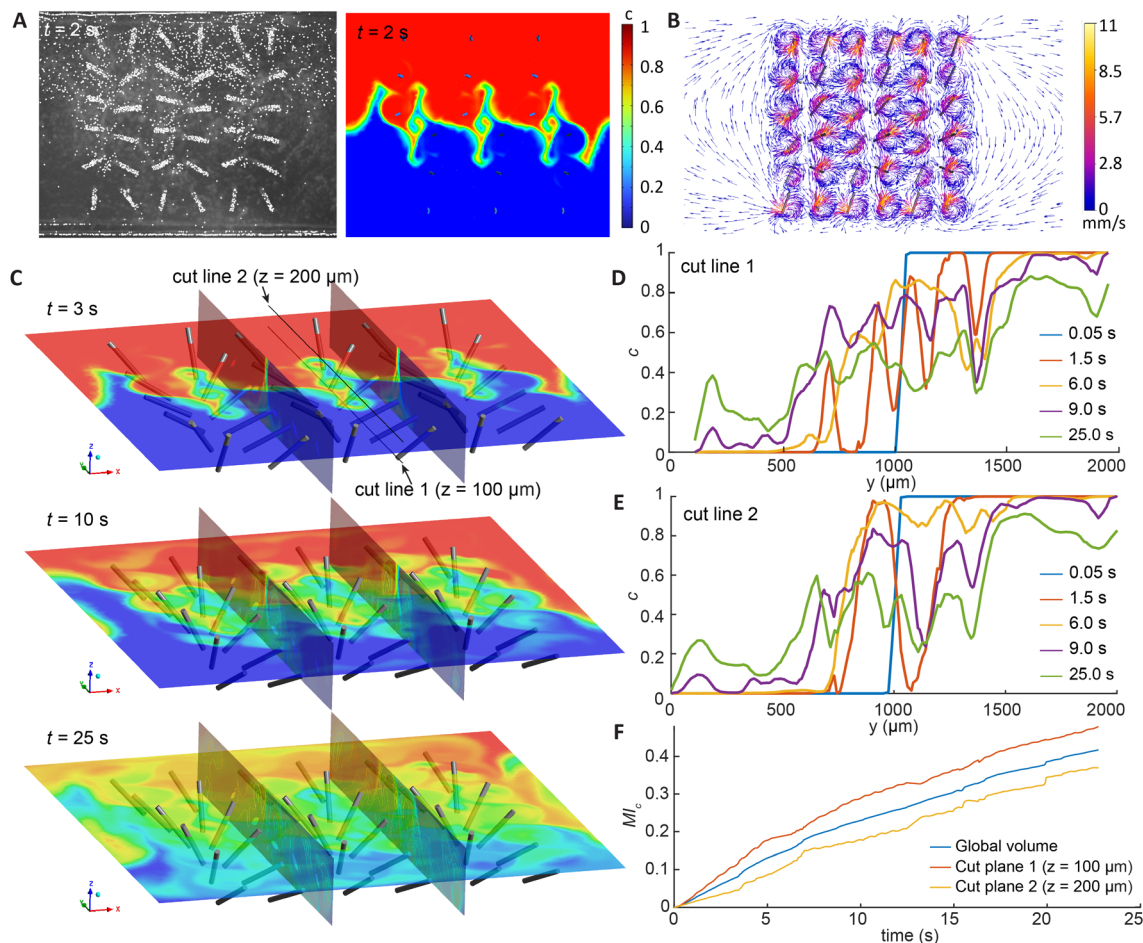 A
t = 2 s
t = 2 s
c
1
0.8
0.6
0.4
0.2
0
B
11
8.5
5.7
2.8
0
mm/s
C
cut line 2 (z = 200 μm)
t = 3 s
cut line 1 (z = 100 μm)
z
y
x
t = 10 s
z
y
x
t = 25 s
z
y
x
D
cut line 1
1
0.8
0.6
0.4
0.2
0
c
0.05 s
1.5 s
6.0 s
9.0 s
25.0 s
0
500
1000
1500
2000
y (μm)
E
cut line 2
1
0.8
0.6
0.4
0.2
0
c
0.05 s
1.5 s
6.0 s
9.0 s
25.0 s
0
500
1000
1500
2000
y (μm)
F
0.4
0.3
0.2
0.1
0
MIc
Global volume
Cut plane 1 (z = 100 μm)
Cut plane 2 (z = 200 μm)
0
5
10
15
20
25
time (s)